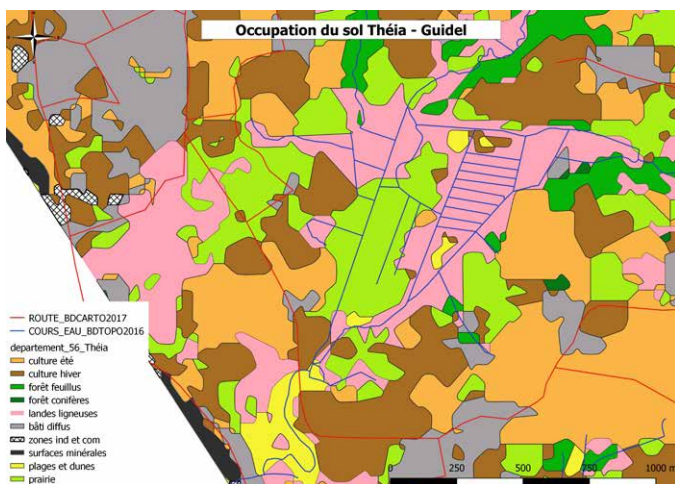 Occupation du sol Théia - Guidel
ROUTE_BDCARTO2017
COURS_EAU_BDTOPO2016
departement_56_Théia
culture été
culture hiver
forêt feuillus
forêt conifères
landes ligneuses
bâti diffus
zones ind et com
surfaces minérales
plages et dunes
prairie
0 250 500 750 1000 m